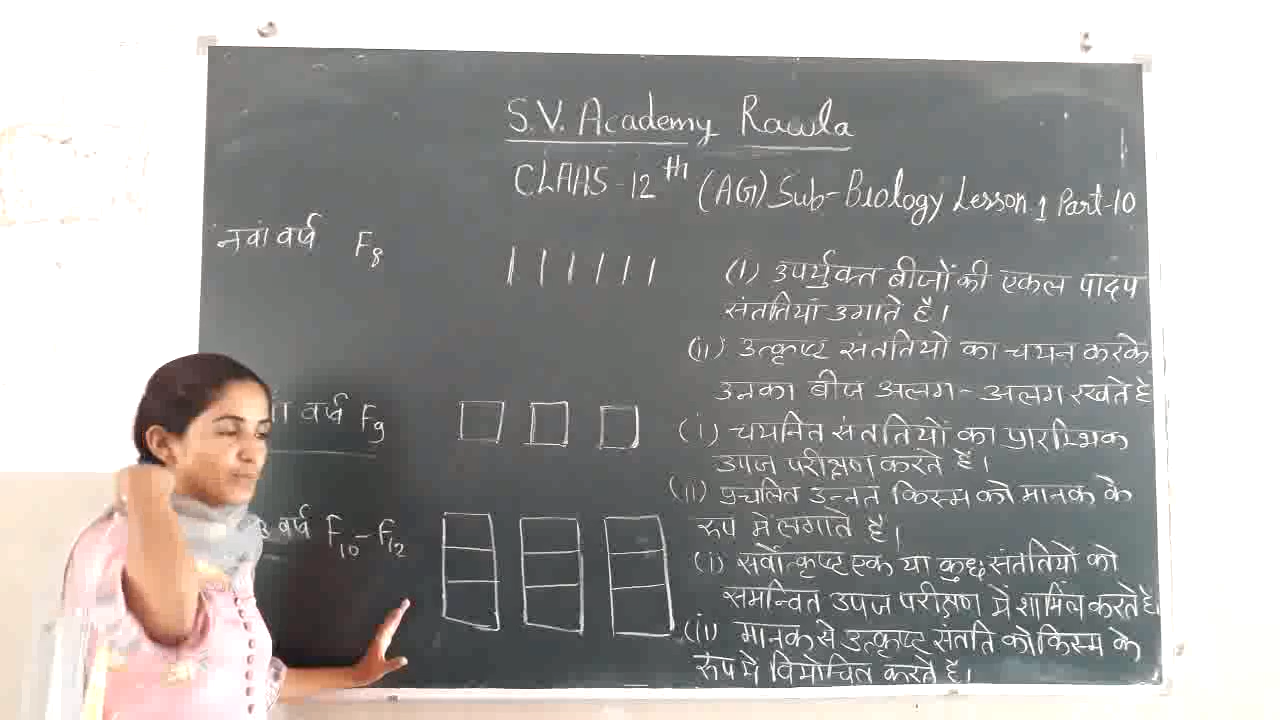 S.V. Academy Rawla
CLAAS-12th (AG) Sub-Biology Lesson 1 Part-10
नवां वर्ष F8
(i) उपर्युक्त बीजों की एकल पादप
संततियां उगाते है।
(ii) उत्कृष्ट संततियों का चयन करके
उनका बीज अलग-अलग रखते है
वर्ष F9
(i) चयनित संततियों का प्रारम्भिक
उपज परीक्षण करते हैं।
(ii) प्रचलित उन्नत किस्म को मानक के
रूप में लगाते हैं।
वर्ष F10-F12
(i) सर्वोत्कृष्ट एक या कुछ संततियों को
समन्वित उपज परीक्षण में शामिल करते है।
(ii) मानक से उत्कृष्ट संतति को किस्म के
रूप मे विमोचित करते है।